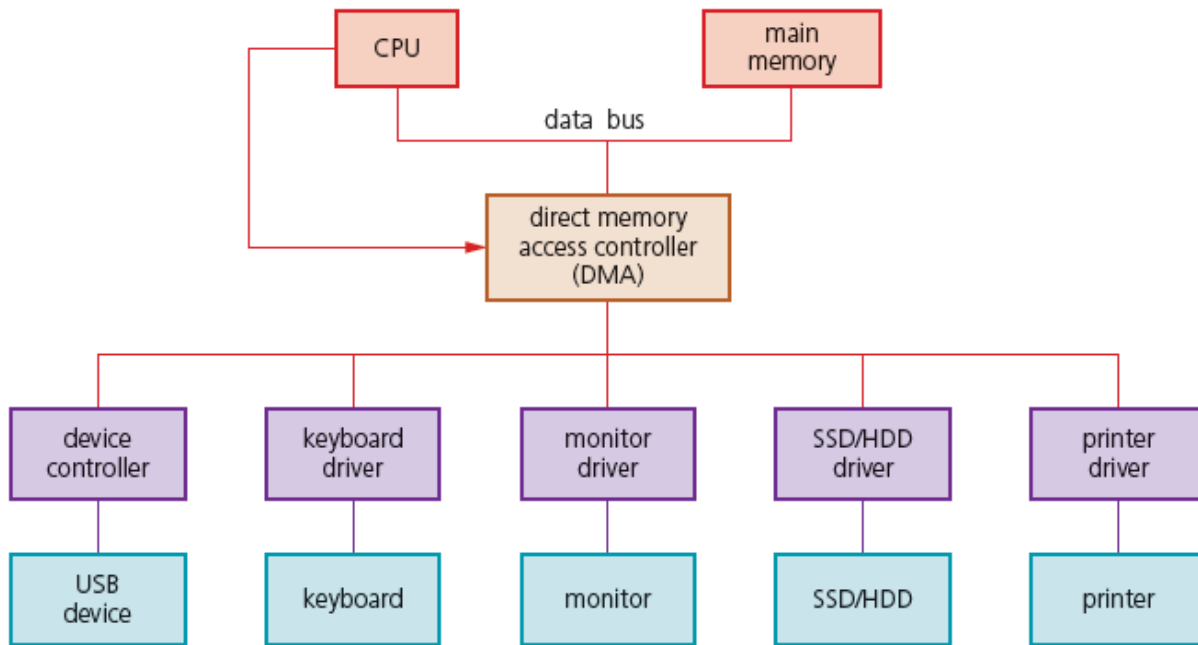 CPU
main
memory
data bus
direct memory
access controller
(DMA)
device
controller
keyboard
driver
monitor
driver
SSD/HDD
driver
printer
driver
USB
device
keyboard
monitor
SSD/HDD
printer